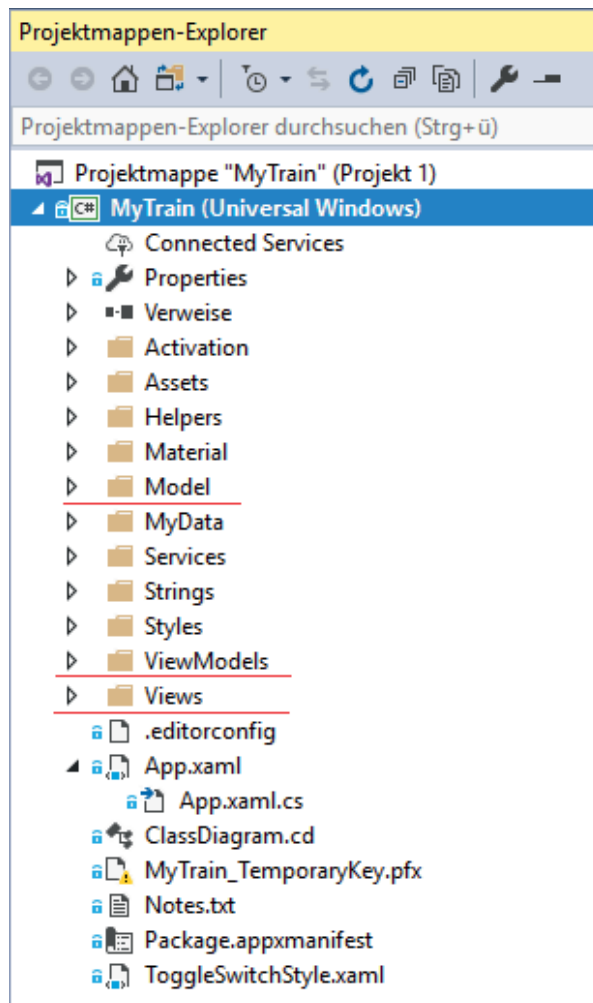 Projektmappen-Explorer
Projektmappen-Explorer durchsuchen (Strg+ü)
Projektmappe "MyTrain" (Projekt 1)
C# MyTrain (Universal Windows)
Connected Services
Properties
Verweise
Activation
Assets
Helpers
Material
Model
MyData
Services
Strings
Styles
ViewModels
Views
.editorconfig
App.xaml
App.xaml.cs
ClassDiagram.cd
MyTrain_TemporaryKey.pfx
Notes.txt
Package.appxmanifest
ToggleSwitchStyle.xaml